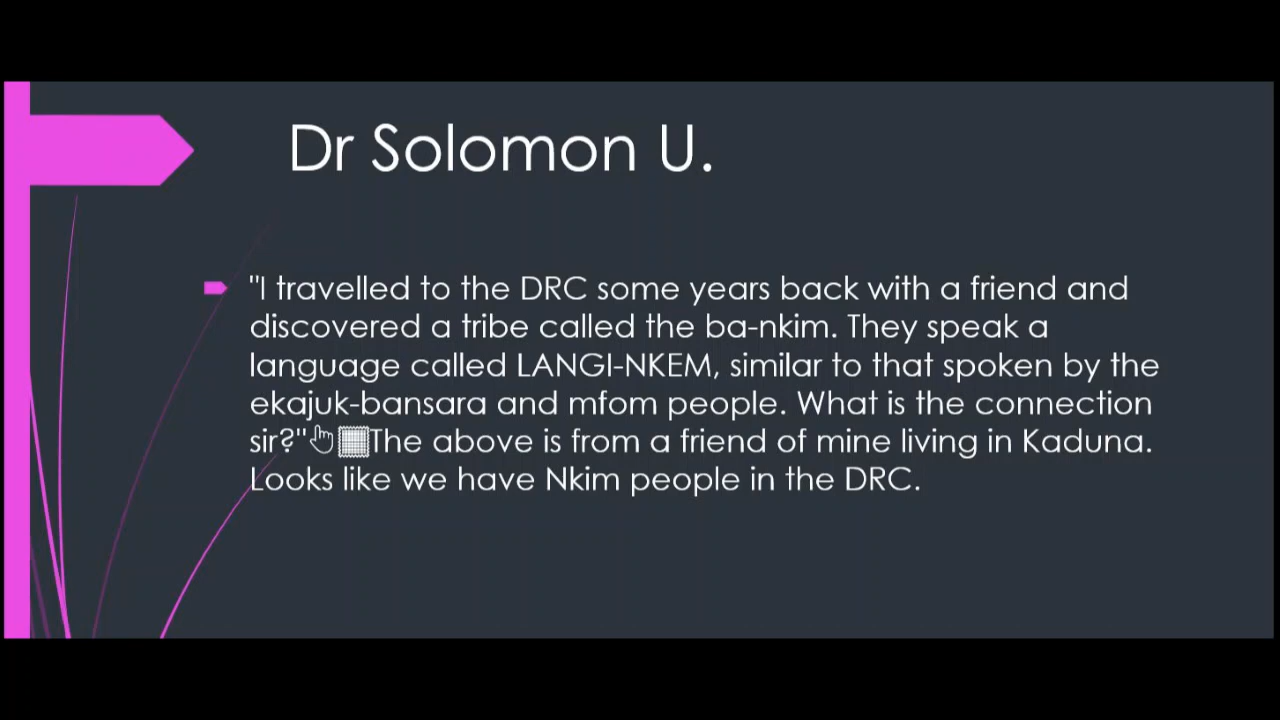 Dr Solomon U.
"I travelled to the DRC some years back with a friend and
discovered a tribe called the ba-nkim. They speak a
language called LANGI-NKEM, similar to that spoken by the
ekajuk-bansara and mfom people. What is the connection
sir?"👆The above is from a friend of mine living in Kaduna.
Looks like we have Nkim people in the DRC.